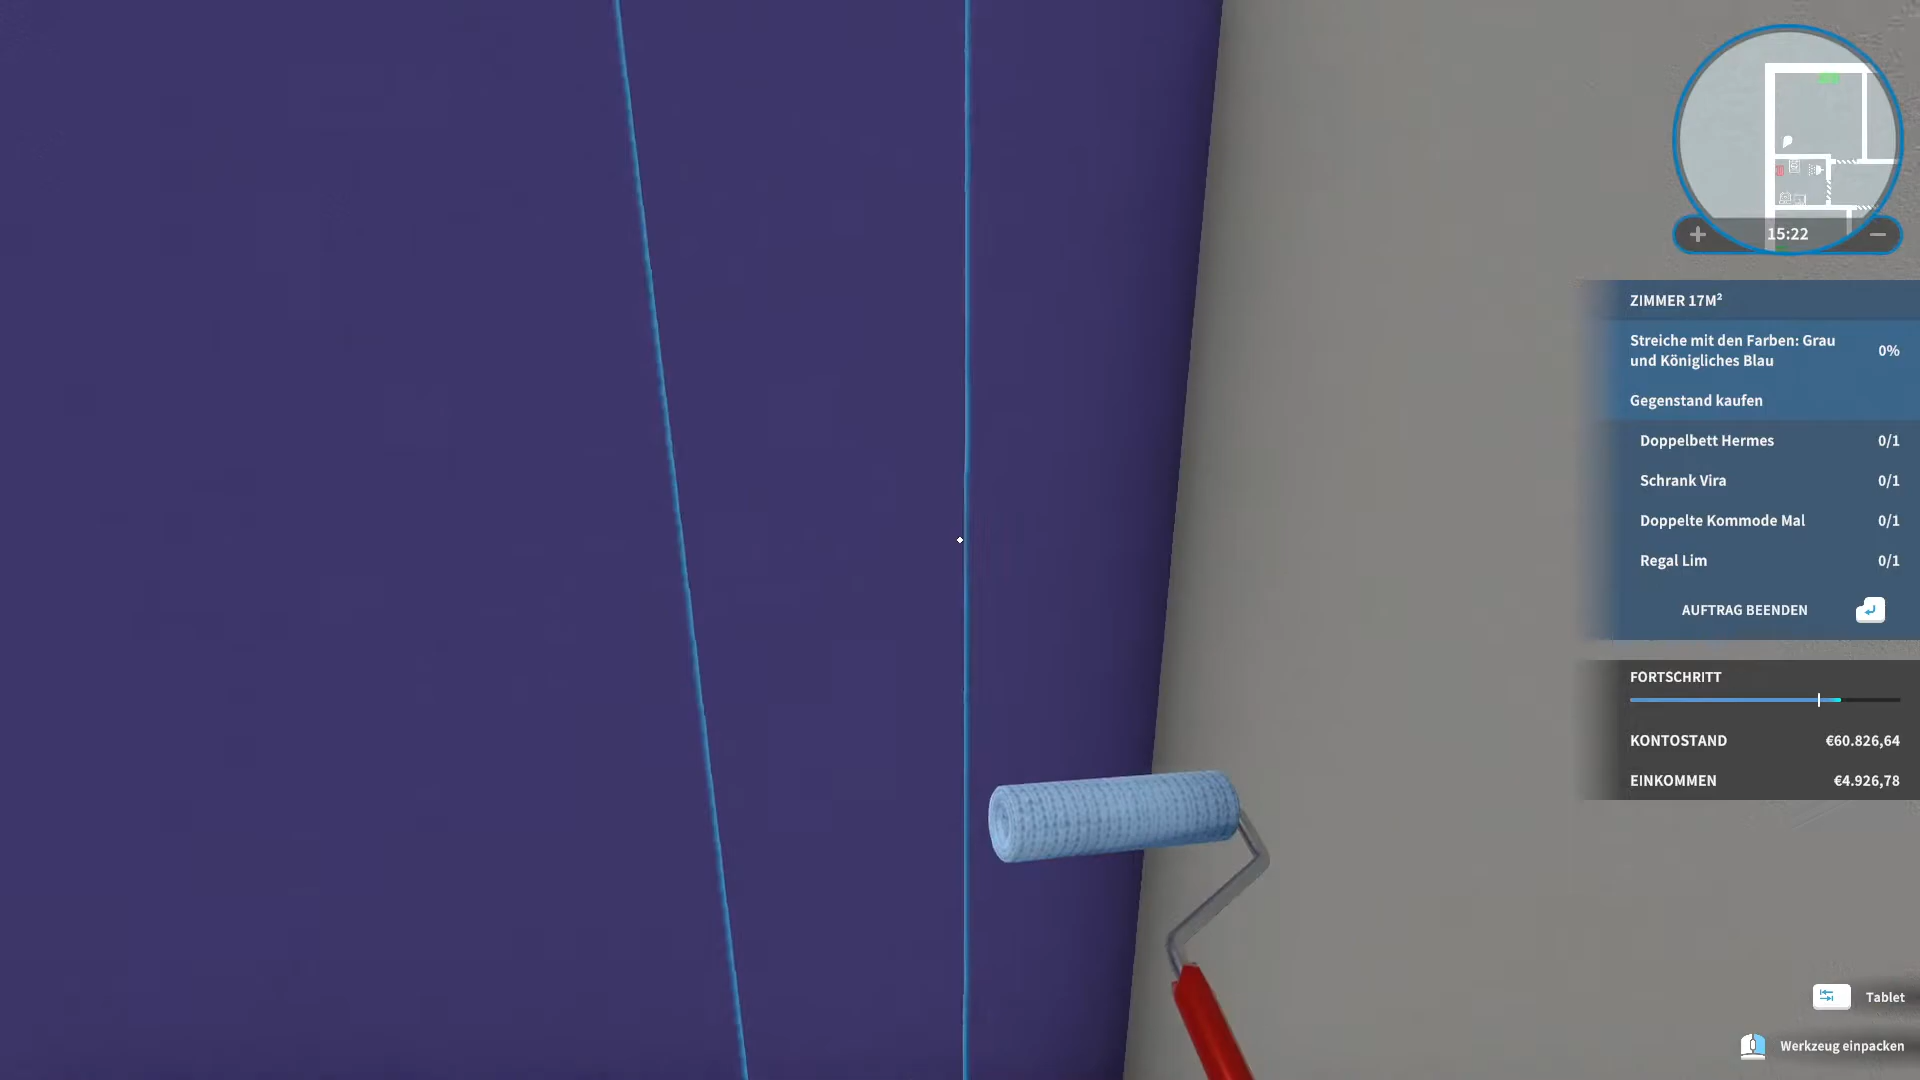 15:22
ZIMMER 17M²
Streiche mit den Farben: Grau
und Königliches Blau
0%
Gegenstand kaufen
Doppelbett Hermes 0/1
Schrank Vira 0/1
Doppelte Kommode Mal 0/1
Regal Lim 0/1
AUFTRAG BEENDEN
FORTSCHRITT
KONTOSTAND €60.826,64
EINKOMMEN €4.926,78
Tablet
Werkzeug einpacken